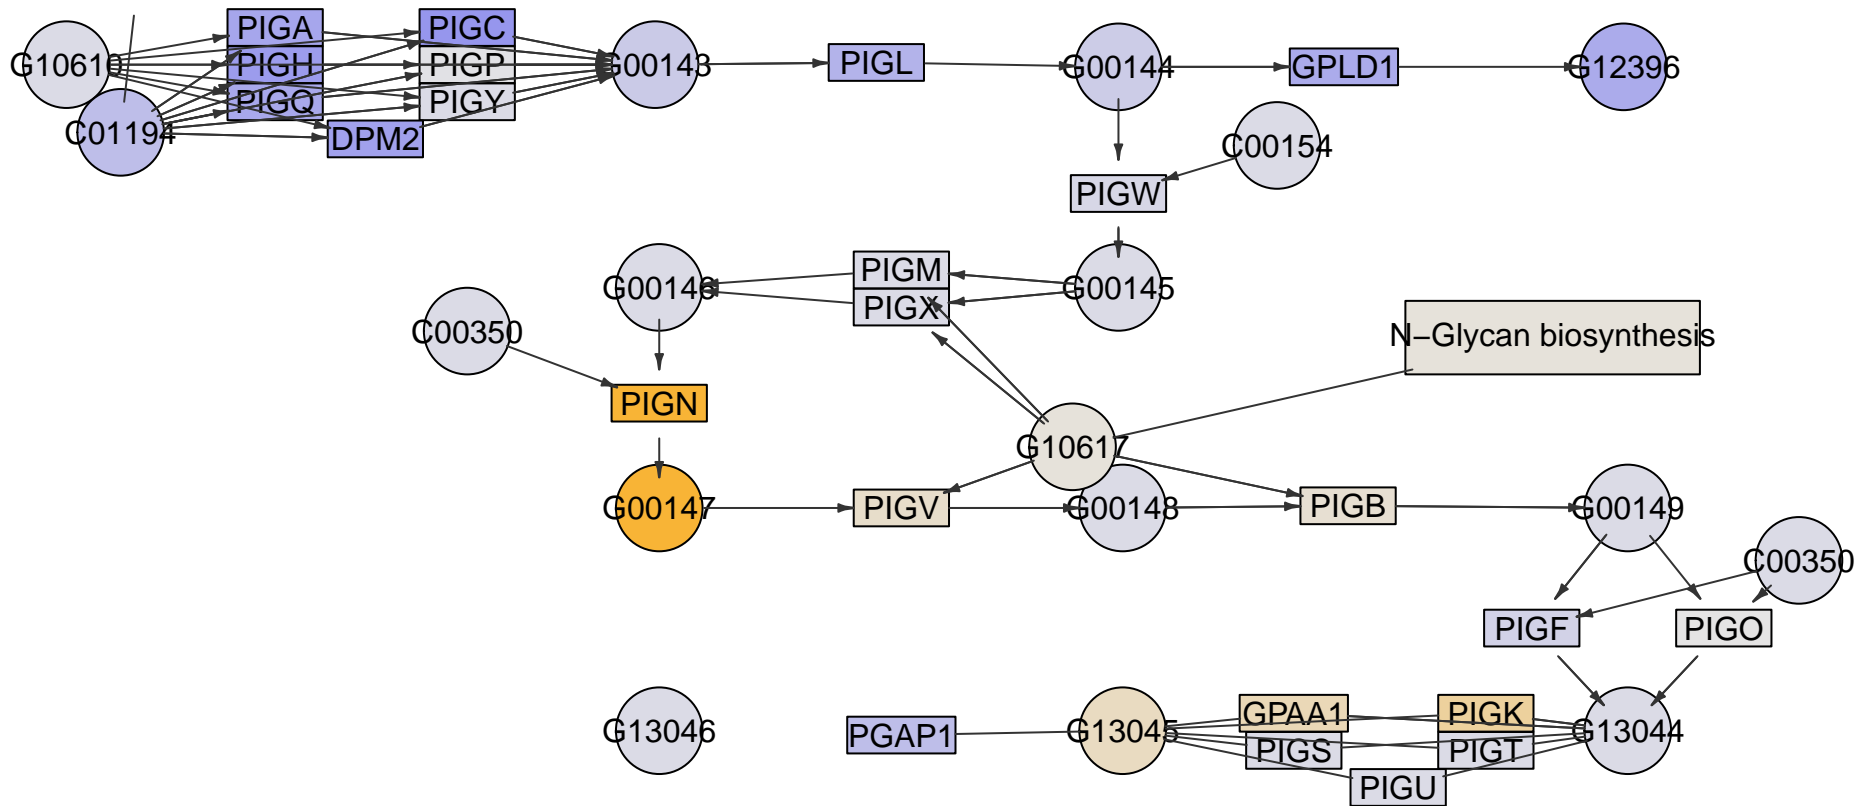 PIGA
PIGC
G10610
PIGH
PIGP
G00143
PIGL
G00144
GPLD1
G12396
PIGQ
PIGY
C01194
DPM2
C00154
PIGW
PIGM
G00146
G00145
PIGX
C00350
N−Glycan biosynthesis
PIGN
G10617
G00147
PIGV
G00148
PIGB
G00149
C00350
PIGF
PIGO
GPAA1
PIGK
G13046
PGAP1
G13045
G13044
PIGS
PIGT
PIGU